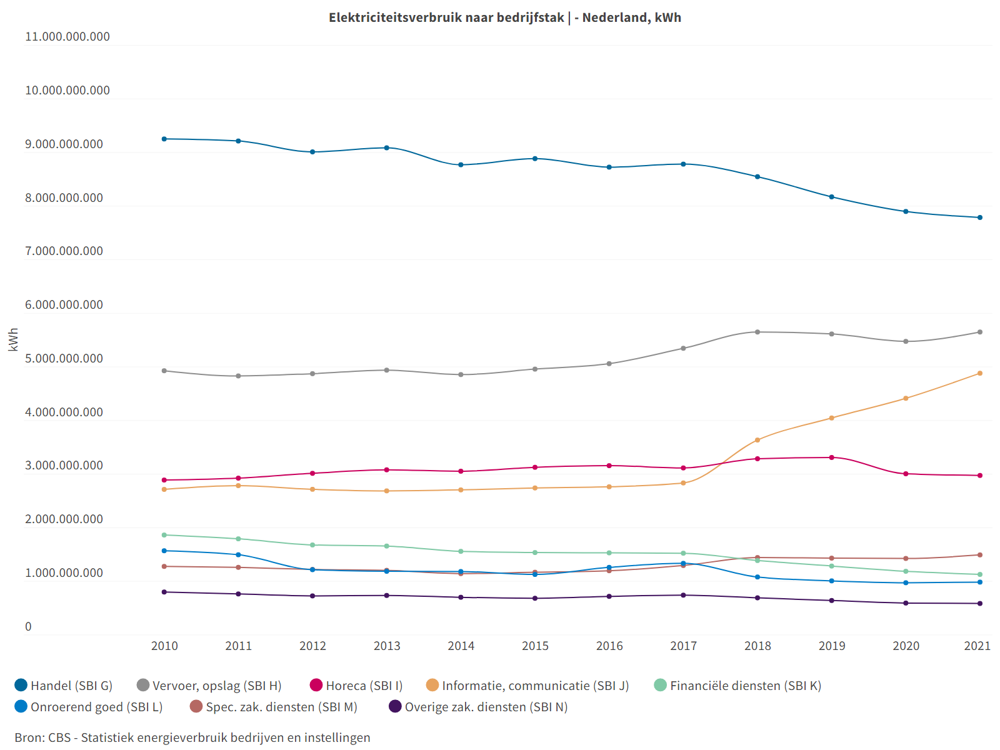 Elektriciteitsverbruik naar bedrijfstak | - Nederland, kWh
11.000.000.000
10.000.000.000
9.000.000.000
8.000.000.000
7.000.000.000
6.000.000.000
kWh
5.000.000.000
4.000.000.000
3.000.000.000
2.000.000.000
1.000.000.000
0
2010 2011 2012 2013 2014 2015 2016 2017 2018 2019 2020 2021
Handel (SBI G) Vervoer, opslag (SBI H) Horeca (SBI I) Informatie, communicatie (SBI J) Financiële diensten (SBI K)
Onroerend goed (SBI L) Spec. zak. diensten (SBI M) Overige zak. diensten (SBI N)
Bron: CBS - Statistiek energieverbruik bedrijven en instellingen